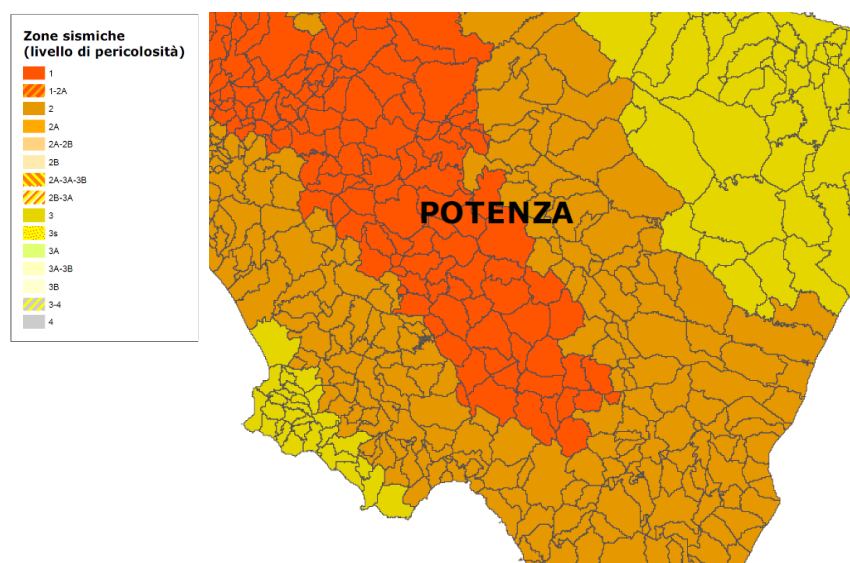 Zone sismiche
(livello di pericolosità)
1
1-2A
2
2A
2A-2B
2B
2A-3A-3B
2B-3A
3
3s
3A
3A-3B
3B
3-4
4
POTENZA